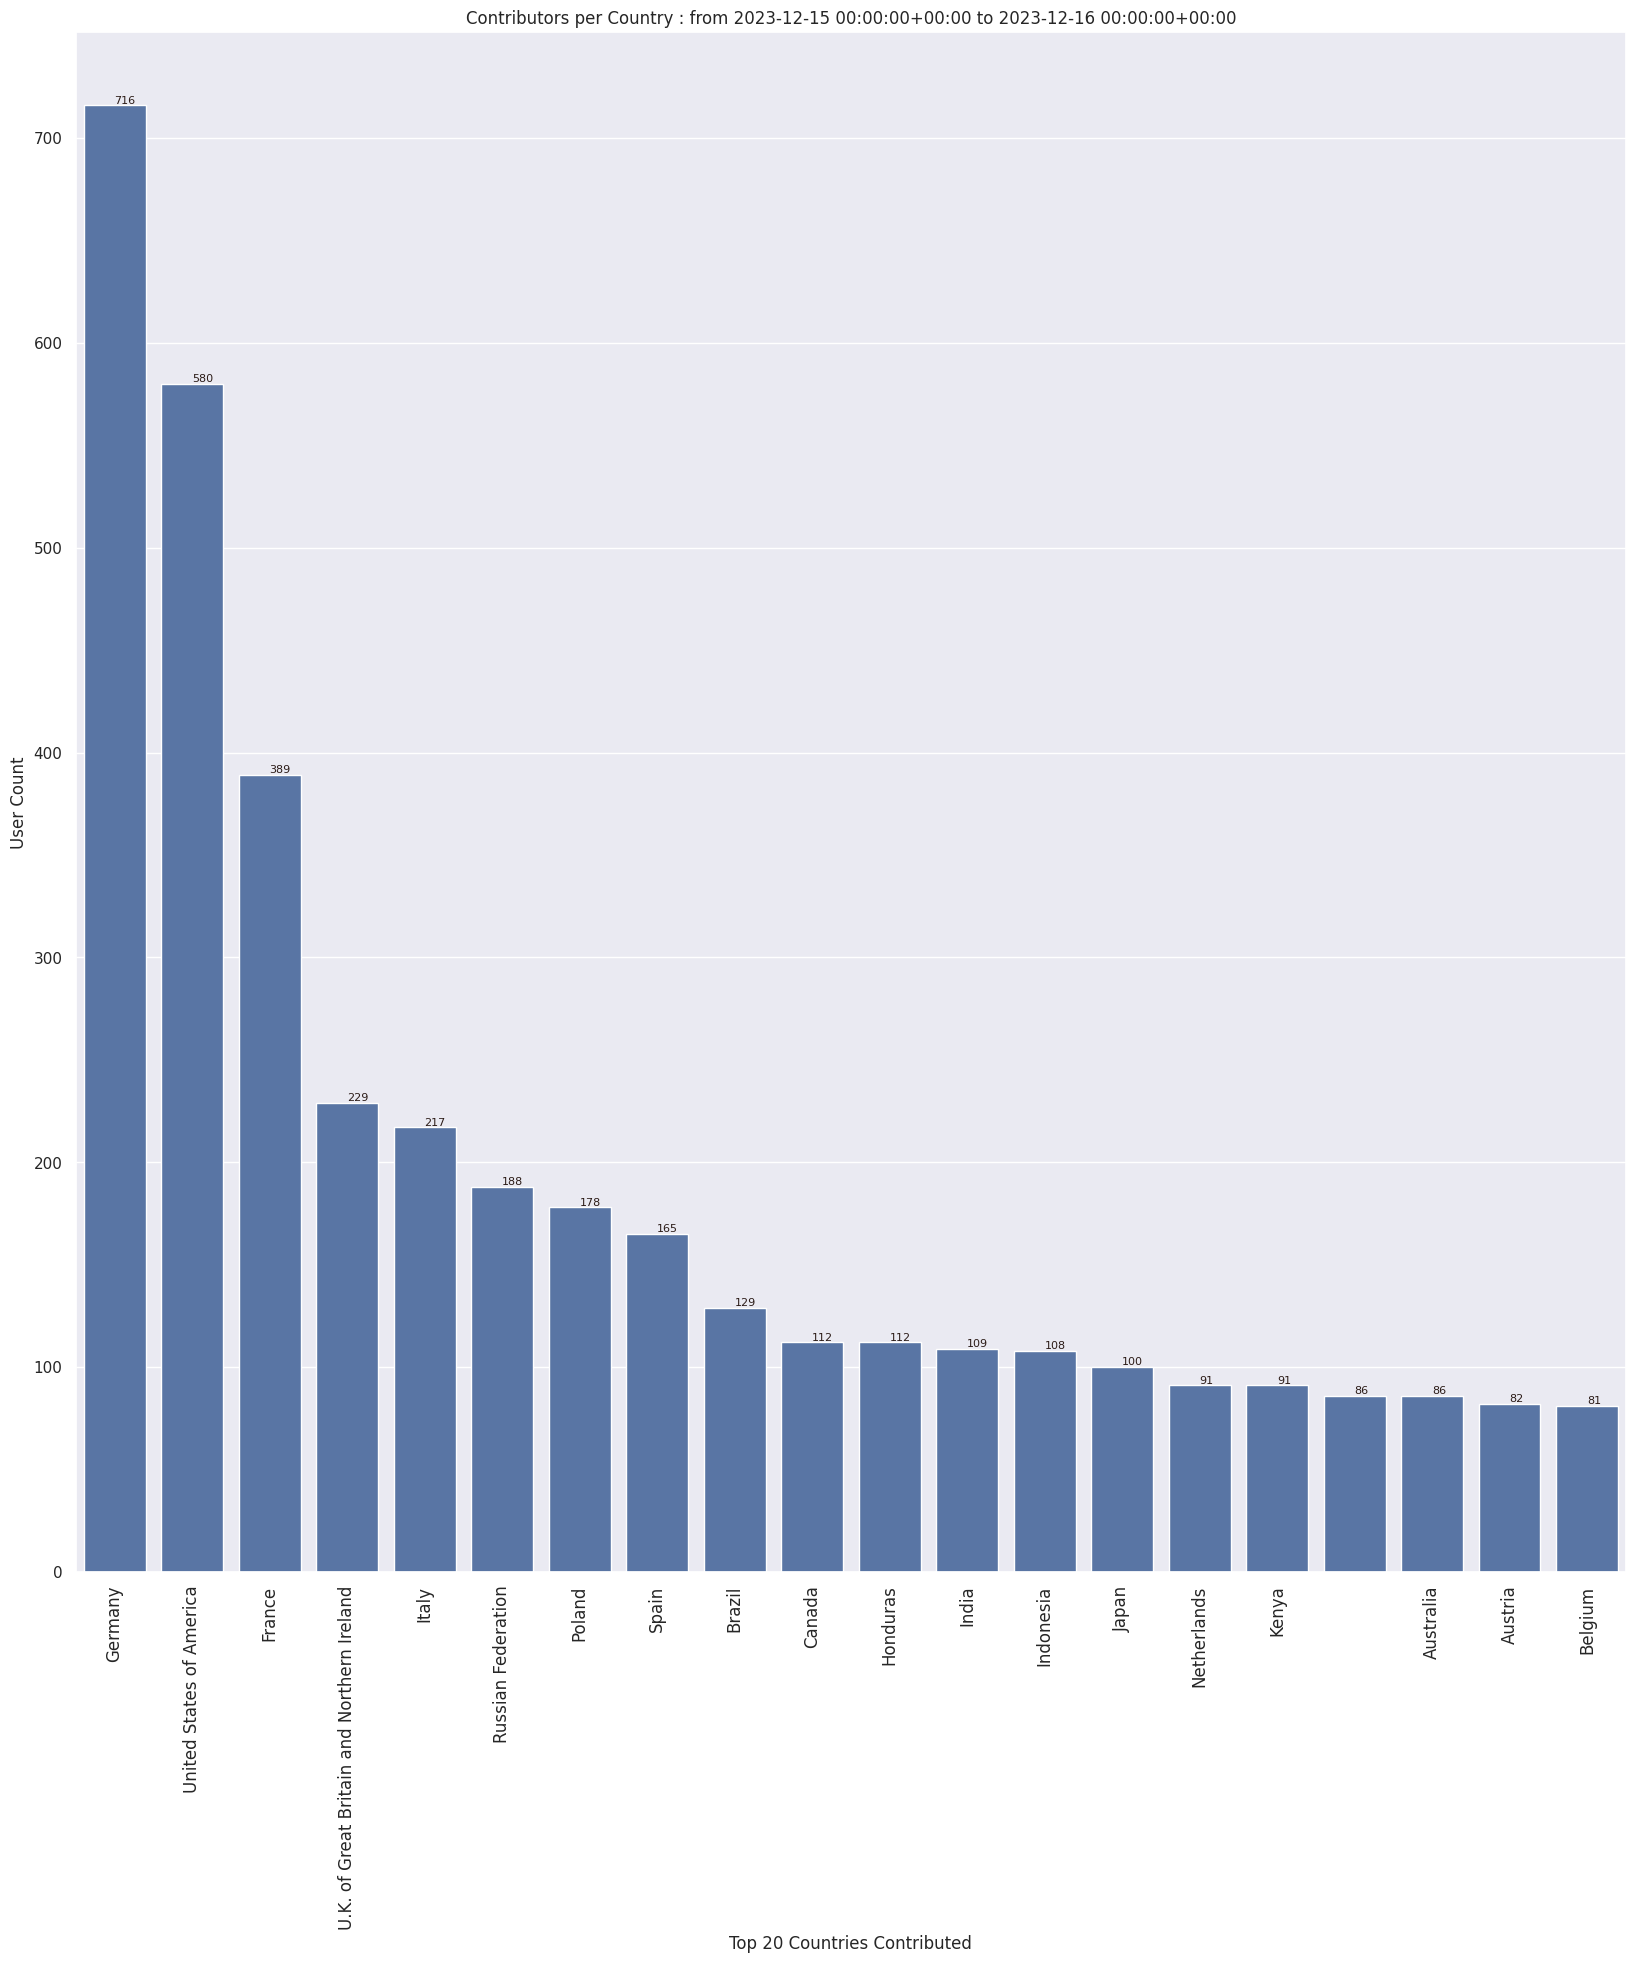 Contributors per Country : from 2023-12-15 00:00:00+00:00 to 2023-12-16 00:00:00+00:00
User Count
700
600
500
400
300
200
100
0
716
580
389
229
217
188
178
165
129
112
112
109
108
100
91
91
86
86
82
81
Germany
United States of America
France
U.K. of Great Britain and Northern Ireland
Italy
Russian Federation
Poland
Spain
Brazil
Canada
Honduras
India
Indonesia
Japan
Netherlands
Kenya
Australia
Austria
Belgium
Top 20 Countries Contributed